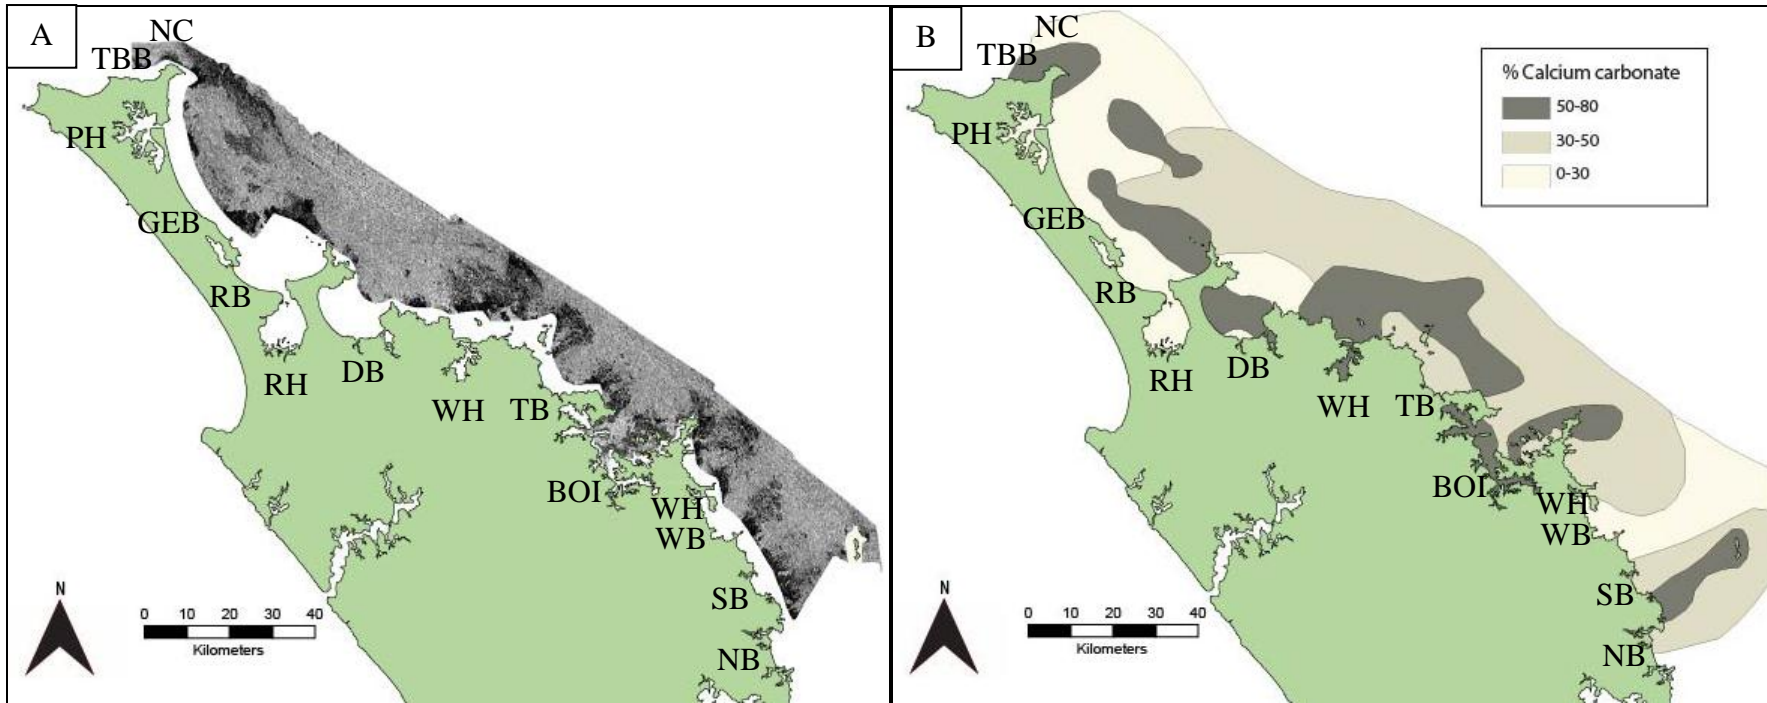 A
NC
TBB
PH
GEB
RB
RH
DB
WH
TB
BOI
WH
WB
SB
NB
N
0 10 20 30 40
Kilometers
B
NC
TBB
% Calcium carbonate
50-80
30-50
0-30
PH
GEB
RB
RH
DB
WH
TB
BOI
WH
WB
SB
NB
N
0 10 20 30 40
Kilometers